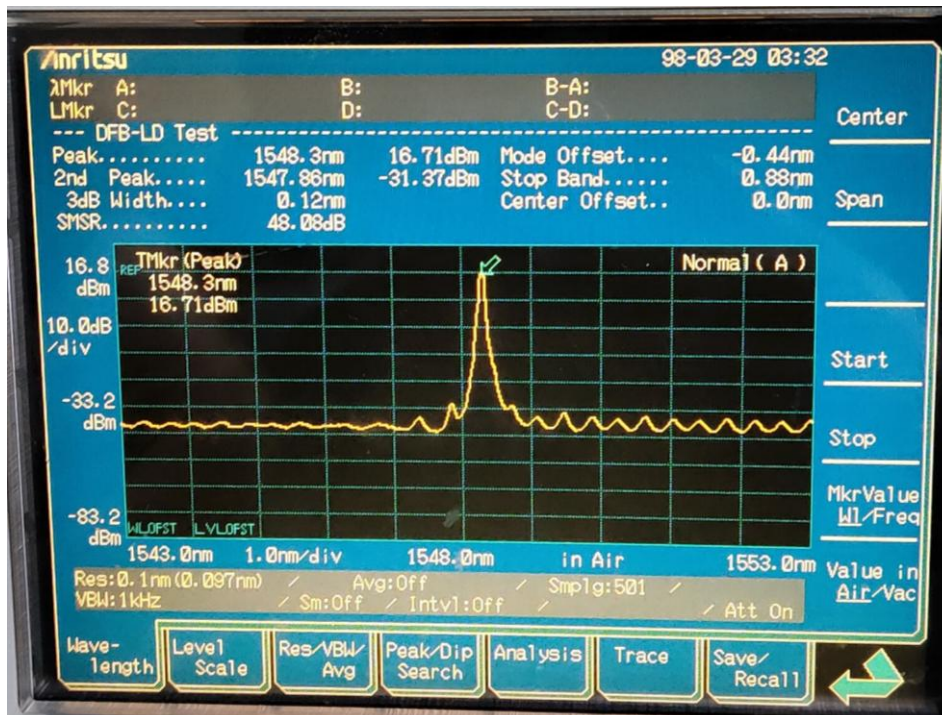 Anritsu 98-03-29 03:32
λMkr A: B: B-A:
LMkr C: D: C-D:
--- DFB-LD Test ---
Peak.......... 1548.3nm 16.71dBm Mode Offset.... -0.44nm
2nd Peak..... 1547.86nm -31.37dBm Stop Band...... 0.88nm
3dB Width.... 0.12nm Center Offset.. 0.0nm
SMSR.......... 48.08dB
Center
Span
Start
Stop
MkrValue
Wl/Freq
Value in
Air/Vac
16.8
dBm
REF
TMkr(Peak)
1548.3nm
16.71dBm
Normal(A)
10.0dB
/div
-33.2
dBm
-83.2
dBm
WLOFST LVLOFST
1543.0nm 1.0nm/div 1548.0nm in Air 1553.0nm
Res:0.1nm(0.097nm) / Avg:Off / Smplg:501 /
VBW:1kHz / Sm:Off / Intvl:Off / / Att On
Wave-
length
Level
Scale
Res/VBW/
Avg
Peak/Dip
Search
Analysis
Trace
Save/
Recall